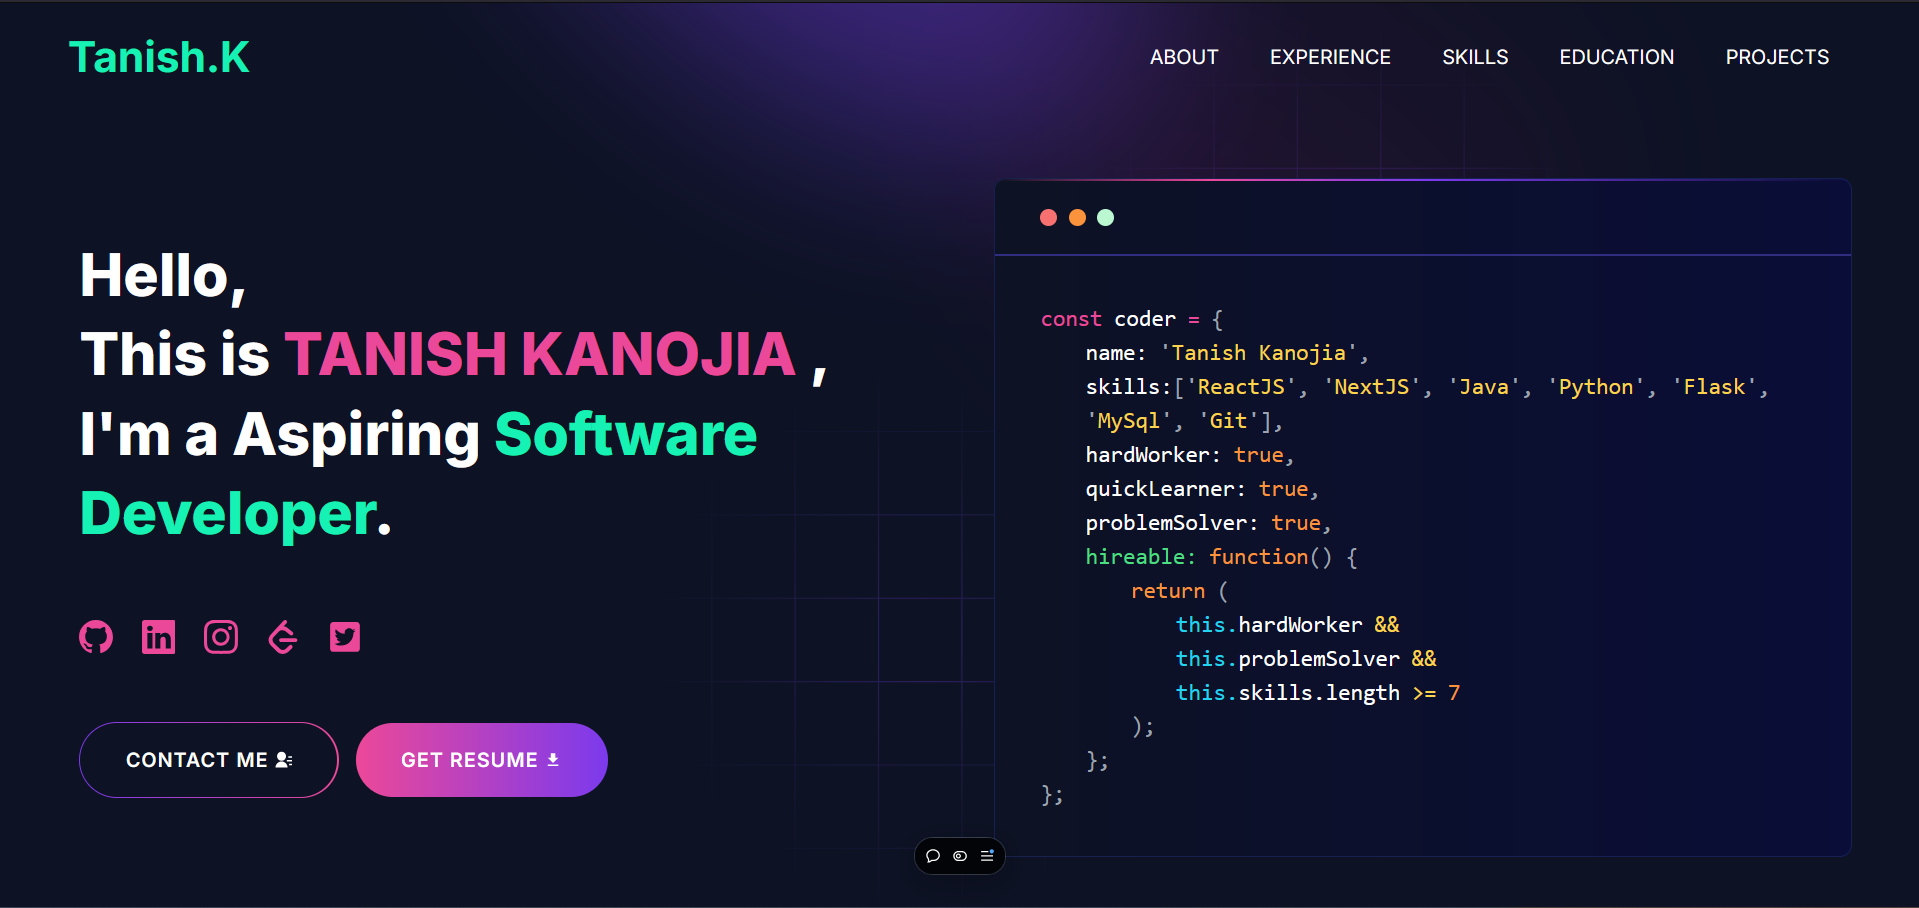 Tanish.K
ABOUT EXPERIENCE SKILLS EDUCATION PROJECTS
Hello,
This is TANISH KANOJIA ,
I'm a Aspiring Software
Developer.
CONTACT ME
GET RESUME
const coder = {
name: 'Tanish Kanojia',
skills:['ReactJS', 'NextJS', 'Java', 'Python', 'Flask',
'MySql', 'Git'],
hardWorker: true,
quickLearner: true,
problemSolver: true,
hireable: function() {
return (
this.hardWorker &&
this.problemSolver &&
this.skills.length >= 7
);
};
};